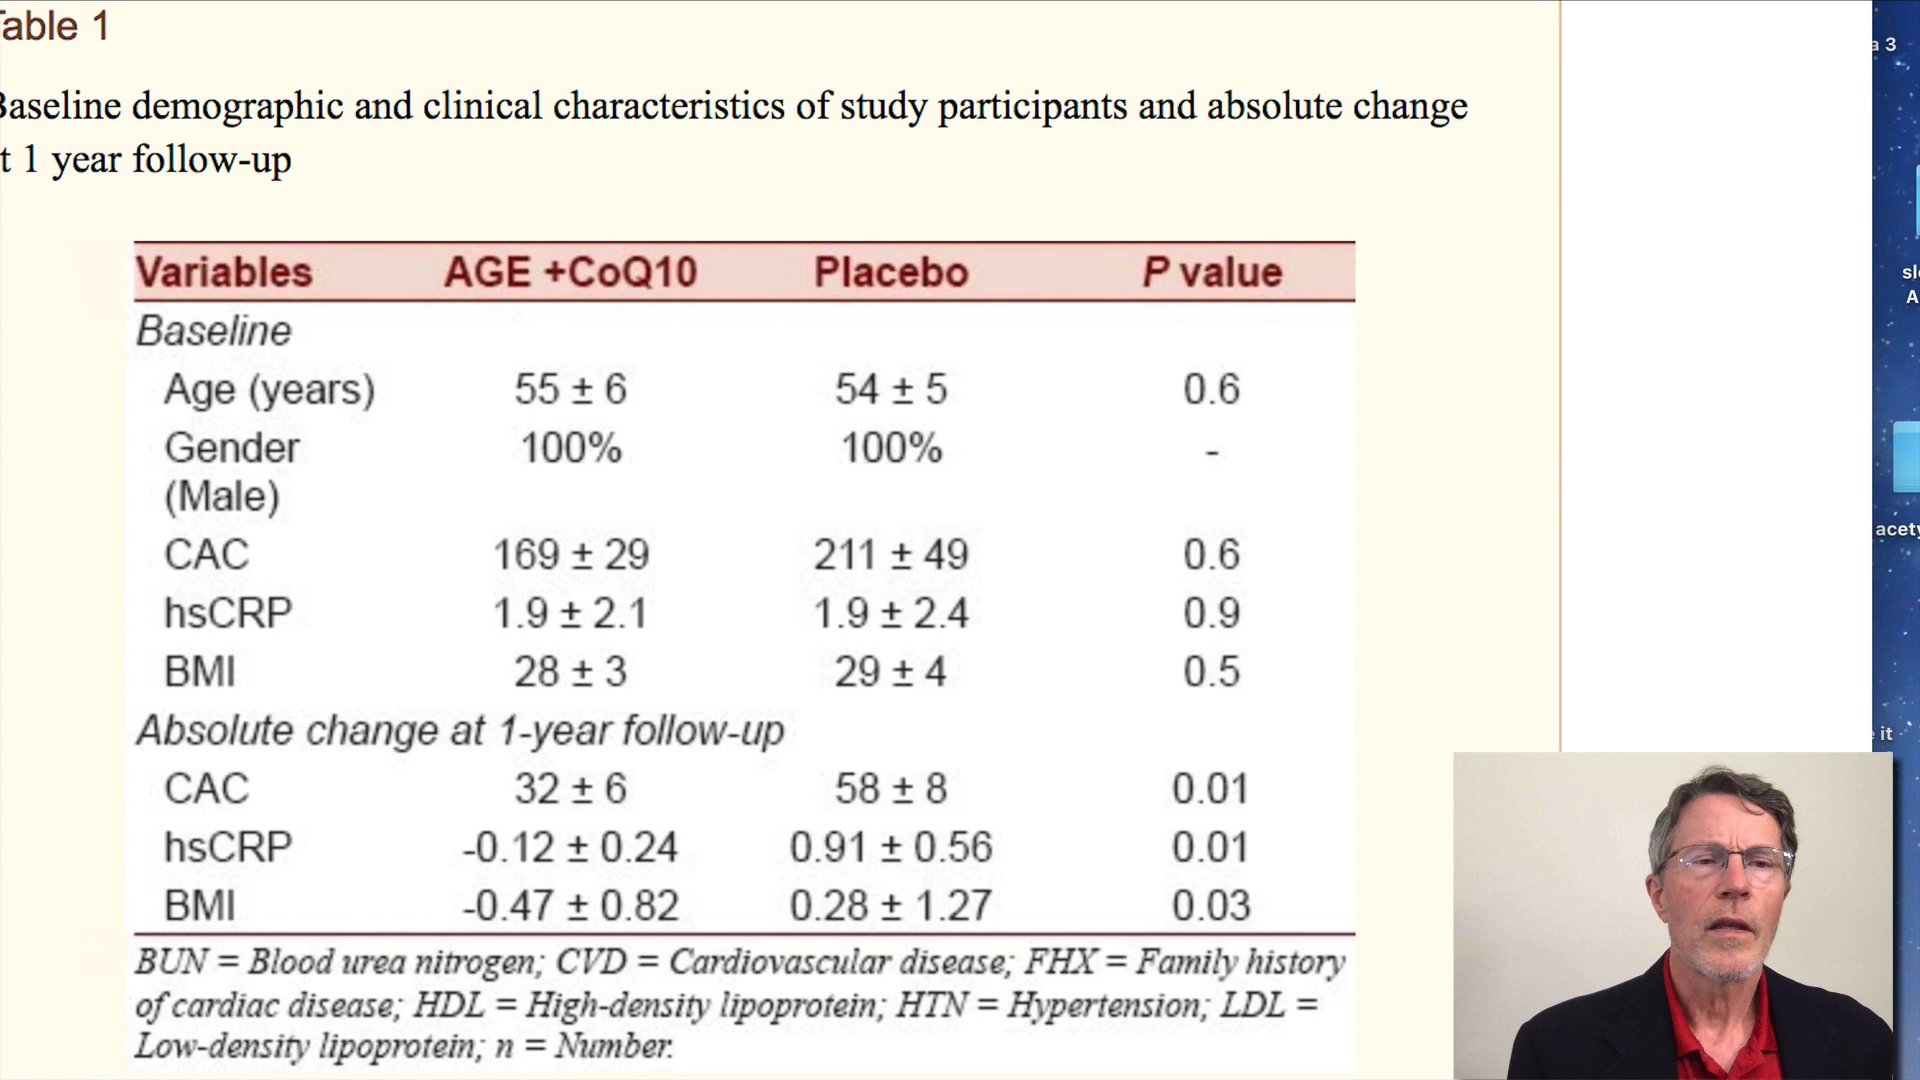 Table 1
Baseline demographic and clinical characteristics of study participants and absolute change
t 1 year follow-up
Variables AGE +CoQ10 Placebo P value
Baseline
Age (years) 55 ± 6 54 ± 5 0.6
Gender 100% 100% -
(Male)
CAC 169 ± 29 211 ± 49 0.6
hsCRP 1.9 ± 2.1 1.9 ± 2.4 0.9
BMI 28 ± 3 29 ± 4 0.5
Absolute change at 1-year follow-up
CAC 32 ± 6 58 ± 8 0.01
hsCRP -0.12 ± 0.24 0.91 ± 0.56 0.01
BMI -0.47 ± 0.82 0.28 ± 1.27 0.03
BUN = Blood urea nitrogen; CVD = Cardiovascular disease; FHX = Family history
of cardiac disease; HDL = High-density lipoprotein; HTN = Hypertension; LDL =
Low-density lipoprotein; n = Number.
a 3
sl
A
acety
it